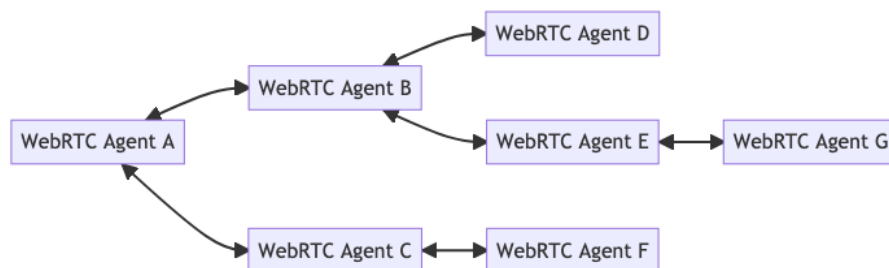 WebRTC Agent D
WebRTC Agent B
WebRTC Agent A
WebRTC Agent E
WebRTC Agent G
WebRTC Agent C
WebRTC Agent F